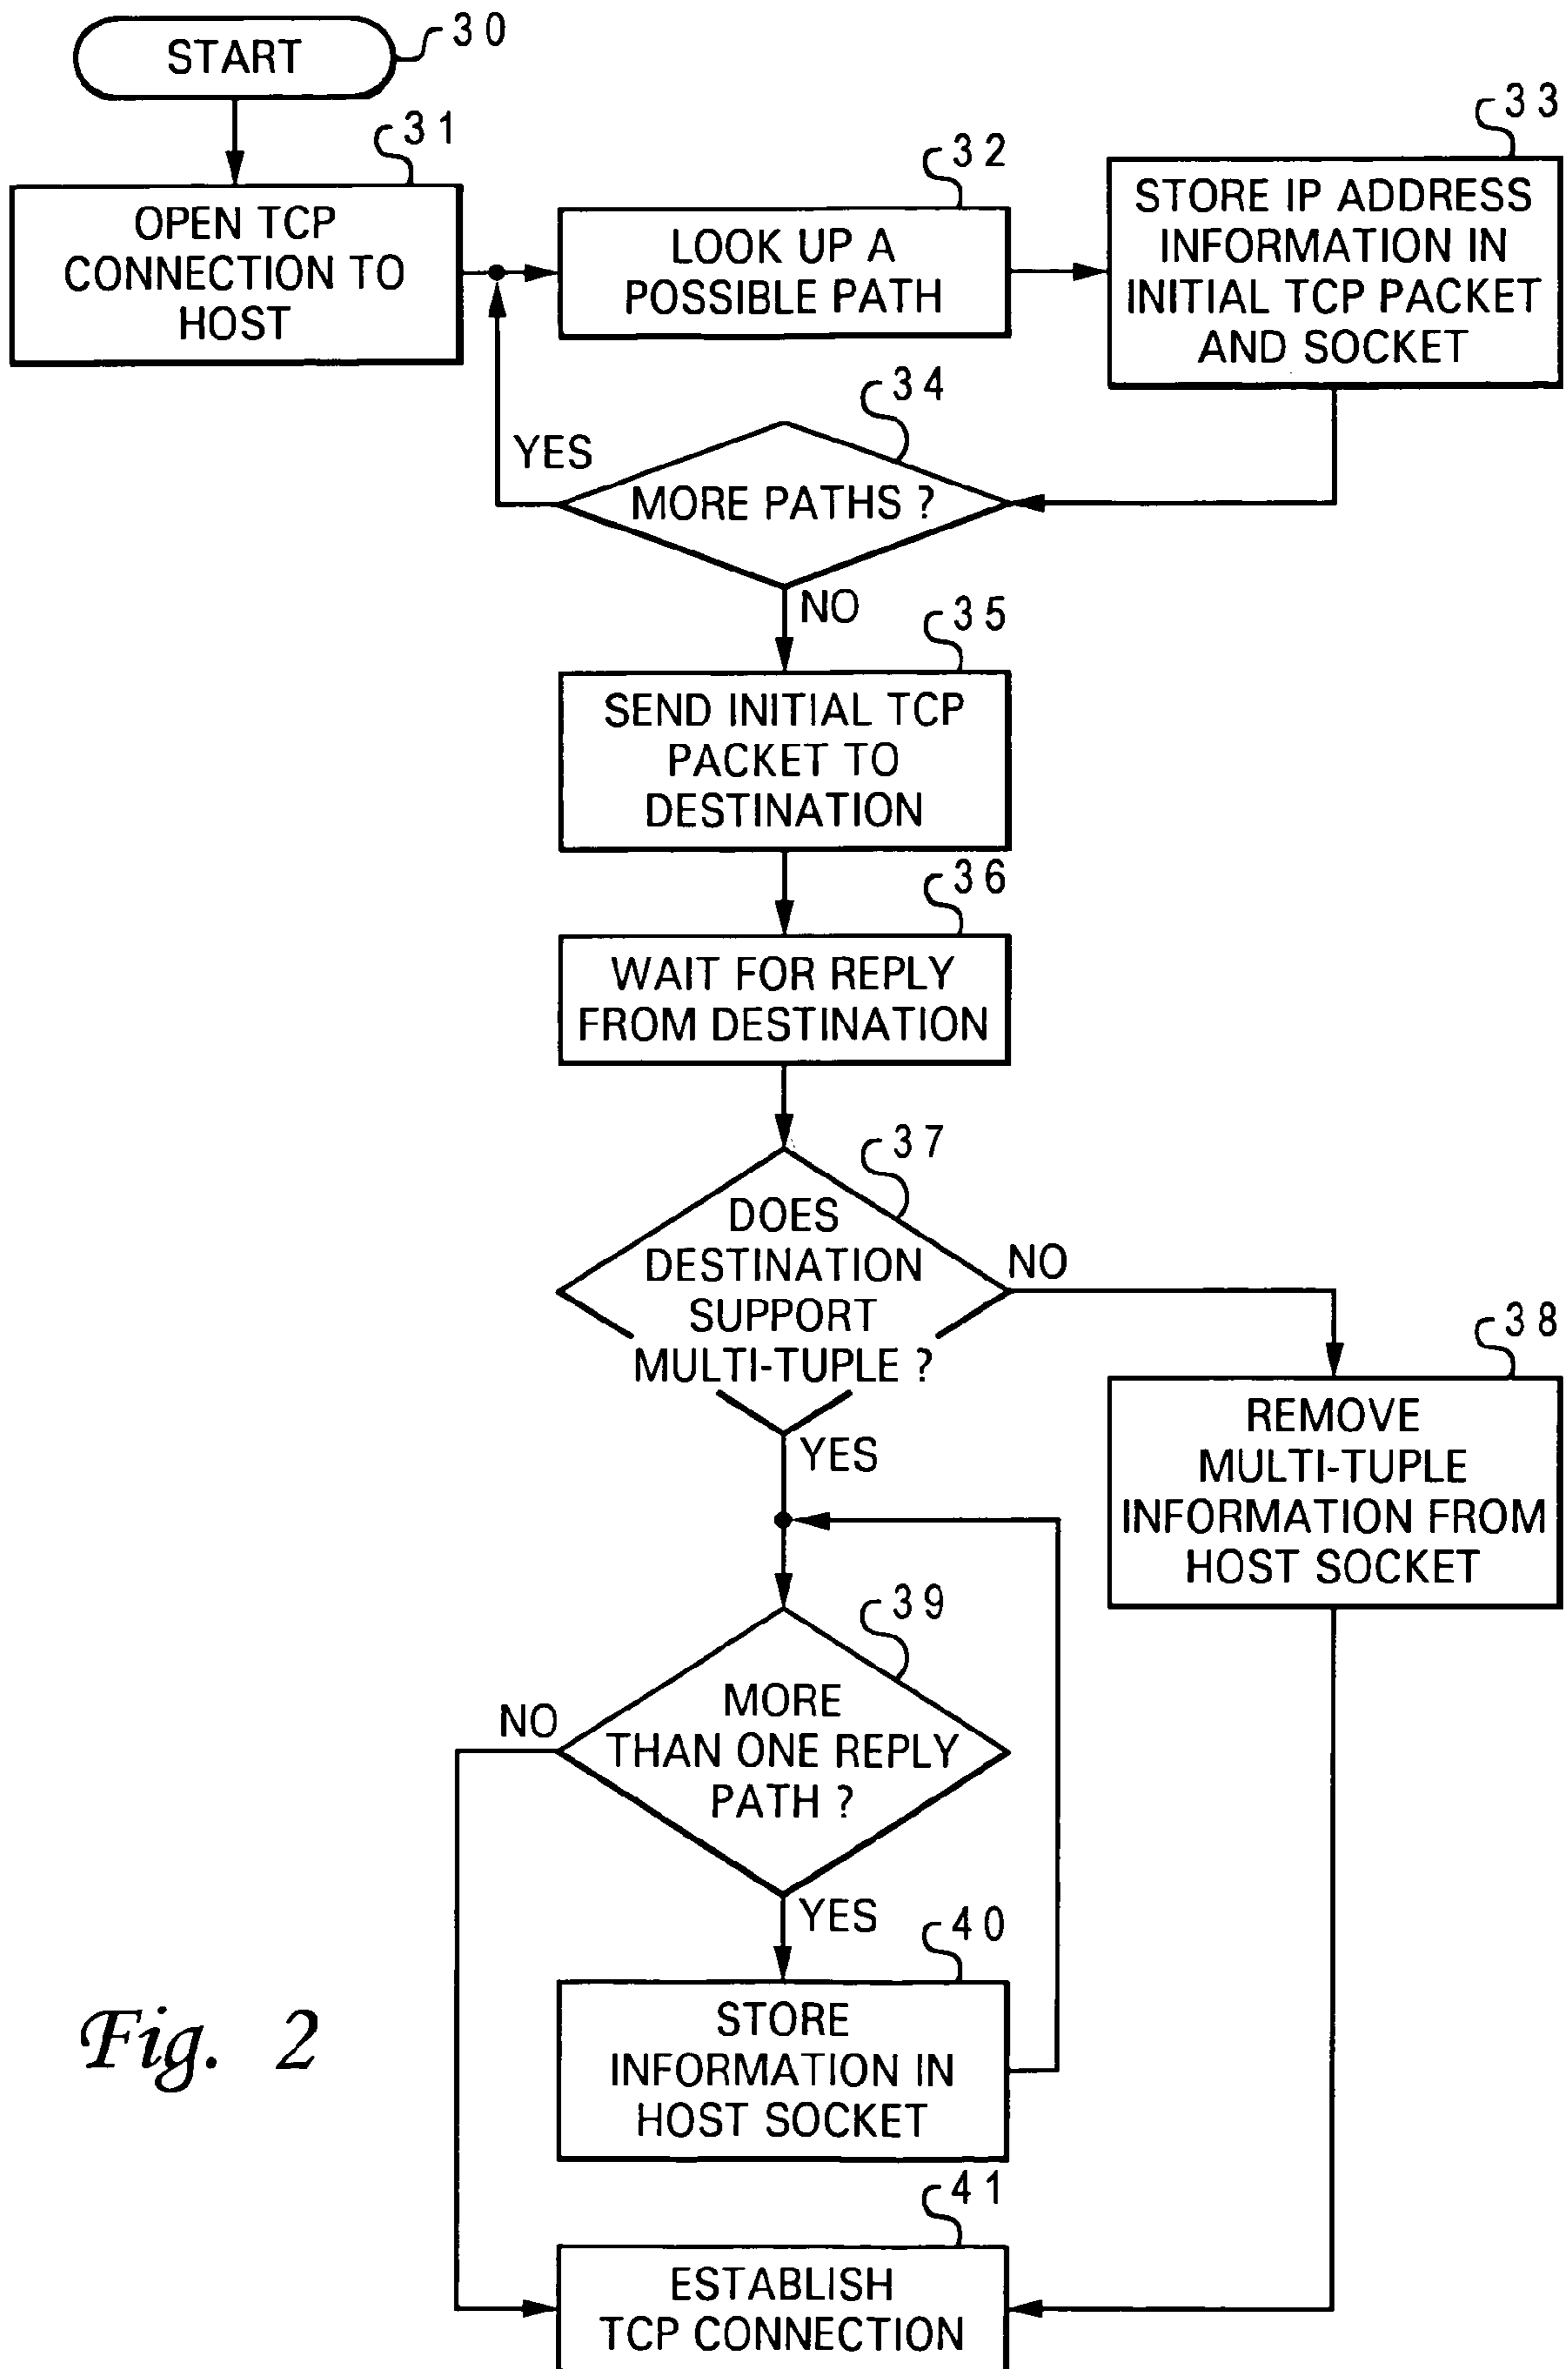 START
30
31
OPEN TCP
CONNECTION TO
HOST
32
LOOK UP A
POSSIBLE PATH
33
STORE IP ADDRESS
INFORMATION IN
INITIAL TCP PACKET
AND SOCKET
34
YES
MORE PATHS ?
NO
35
SEND INITIAL TCP
PACKET TO
DESTINATION
36
WAIT FOR REPLY
FROM DESTINATION
37
DOES
DESTINATION
SUPPORT
MULTI-TUPLE ?
NO
38
REMOVE
MULTI-TUPLE
INFORMATION FROM
HOST SOCKET
YES
39
MORE
THAN ONE REPLY
PATH ?
NO
YES
40
STORE
INFORMATION IN
HOST SOCKET
41
ESTABLISH
TCP CONNECTION
Fig. 2